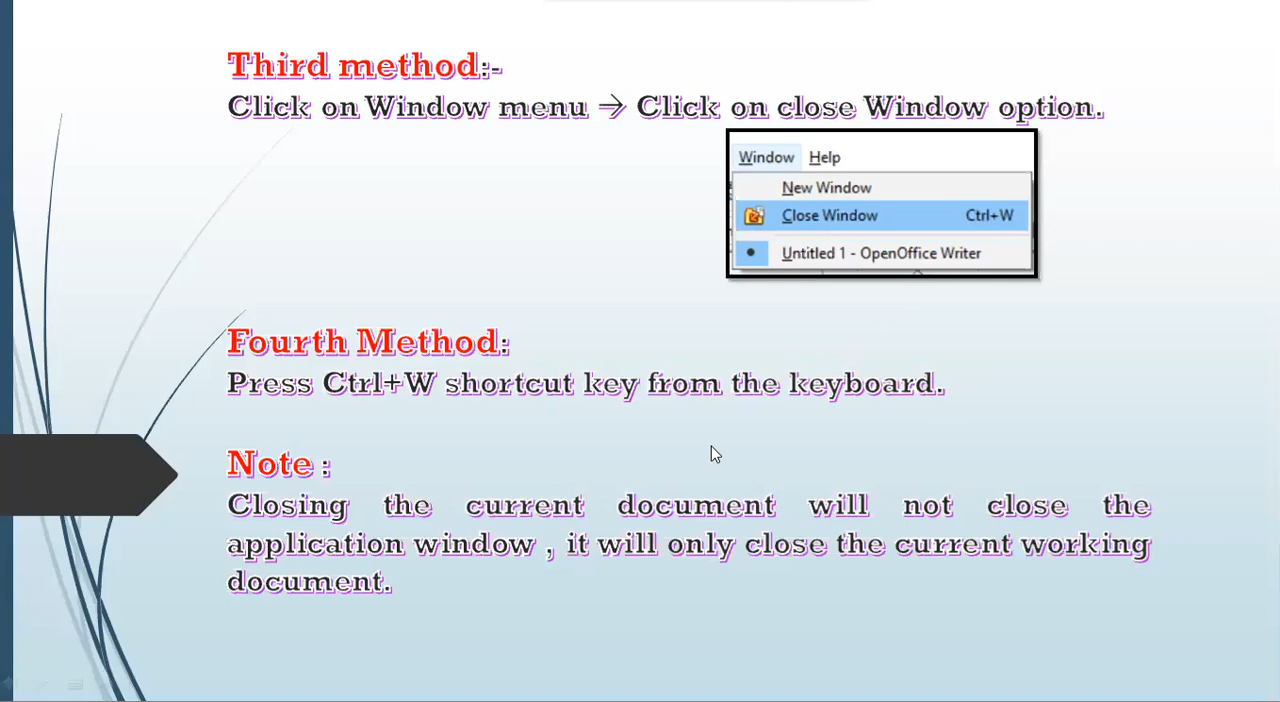 Third method:-
Click on Window menu → Click on close Window option.
Window Help
New Window
Close Window Ctrl+W
Untitled 1 - OpenOffice Writer
Fourth Method:
Press Ctrl+W shortcut key from the keyboard.
Note :
Closing the current document will not close the
application window , it will only close the current working
document.